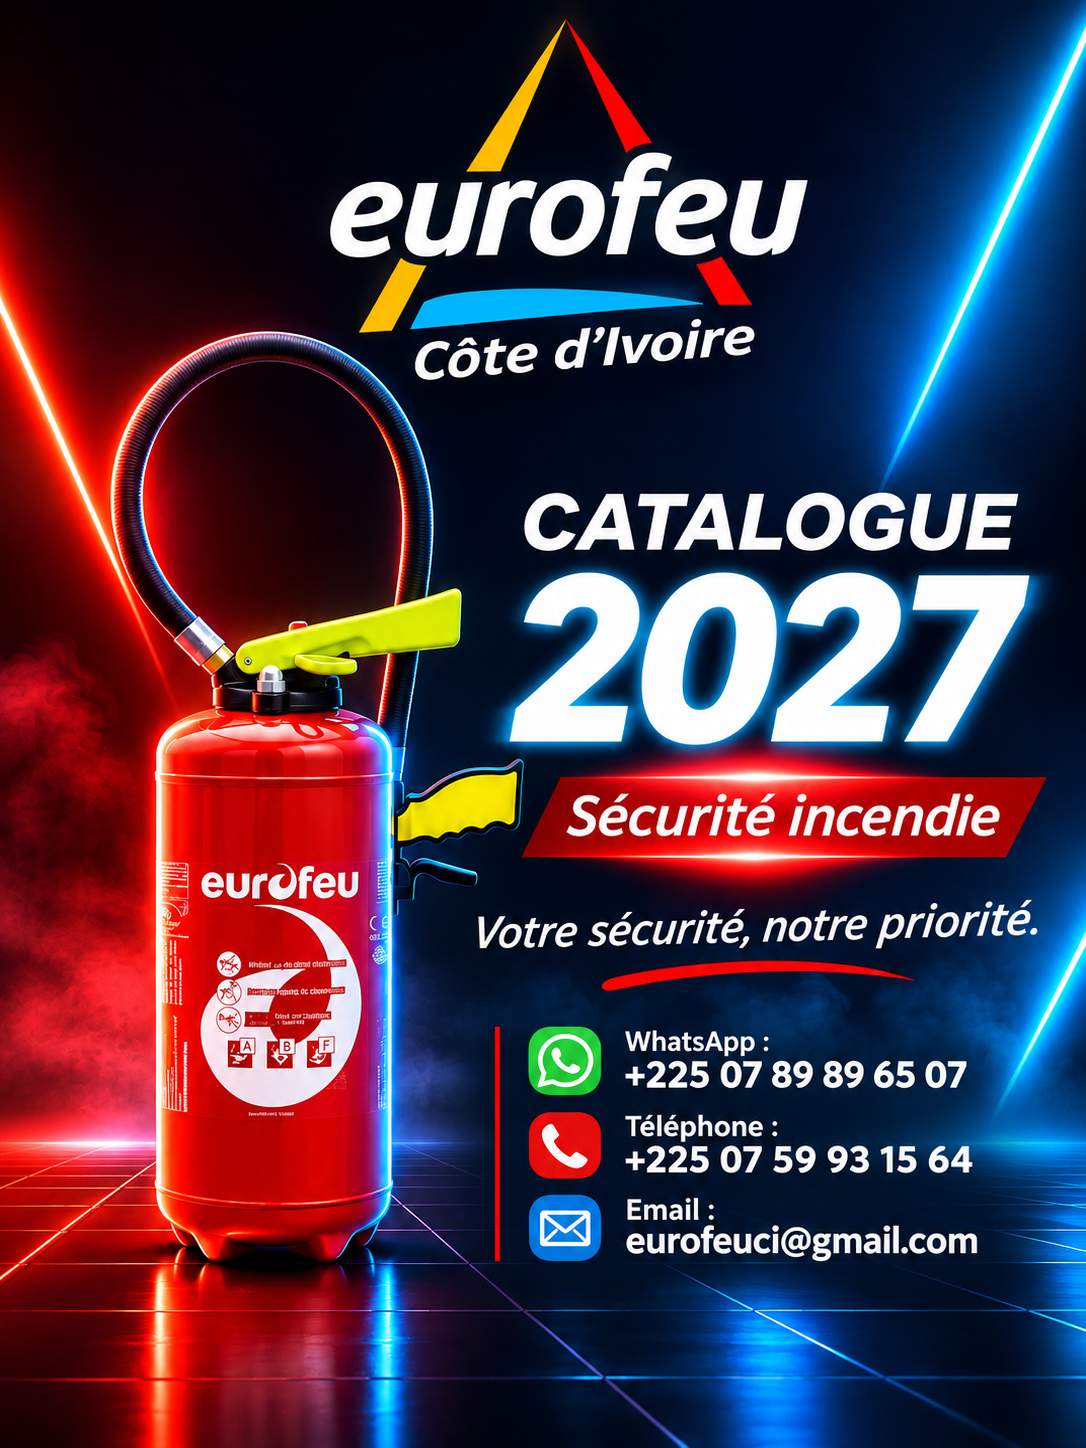 eurofeu
Côte d'Ivoire
CATALOGUE
2027
Sécurité incendie
Votre sécurité, notre priorité.
WhatsApp :
+225 07 89 89 65 07
Téléphone :
+225 07 59 93 15 64
Email :
eurofeuci@gmail.com
eurofeu
A B F